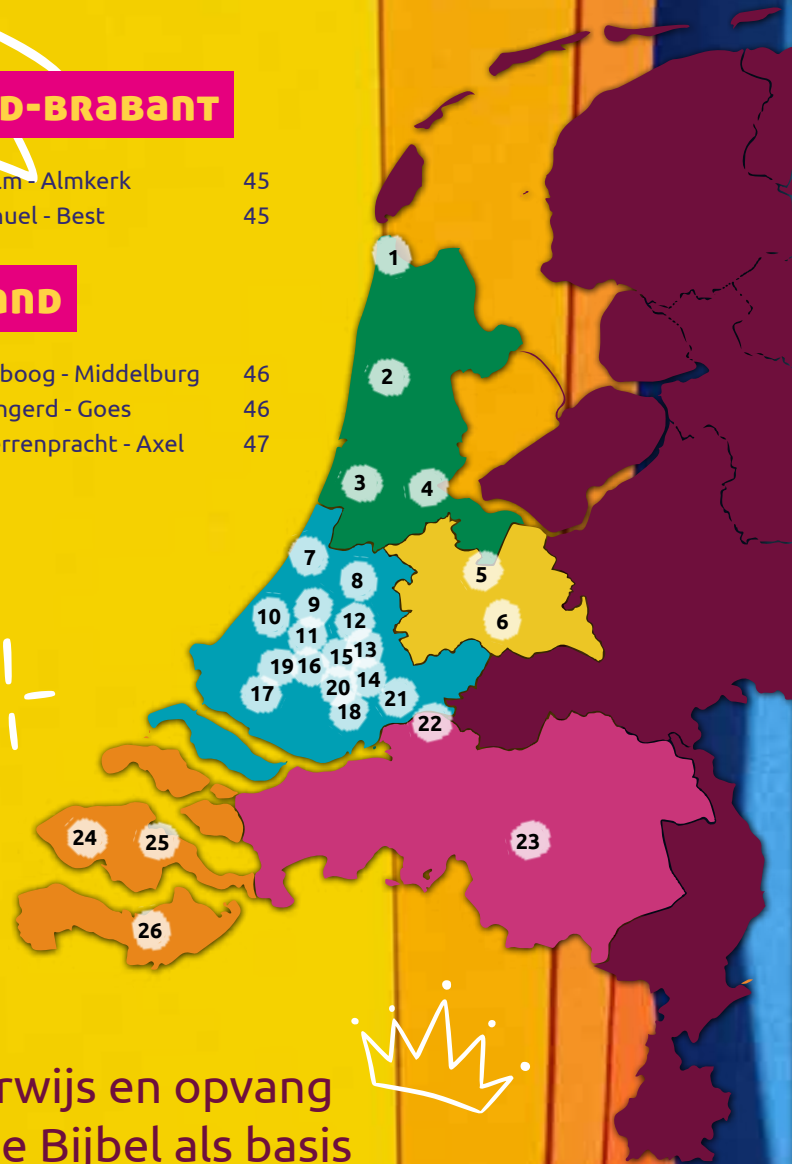 D-BRABANT
lm - Almkerk 45
uel - Best 45
AND
boog - Middelburg 46
ngerd - Goes 46
rrenpracht - Axel 47
1
2
3 4
5
6
7
8
9
10
11
12
13
15
19 16
14
17
20
21
18
22
23
24
25
26
rwijs en opvang
e Bijbel als basis